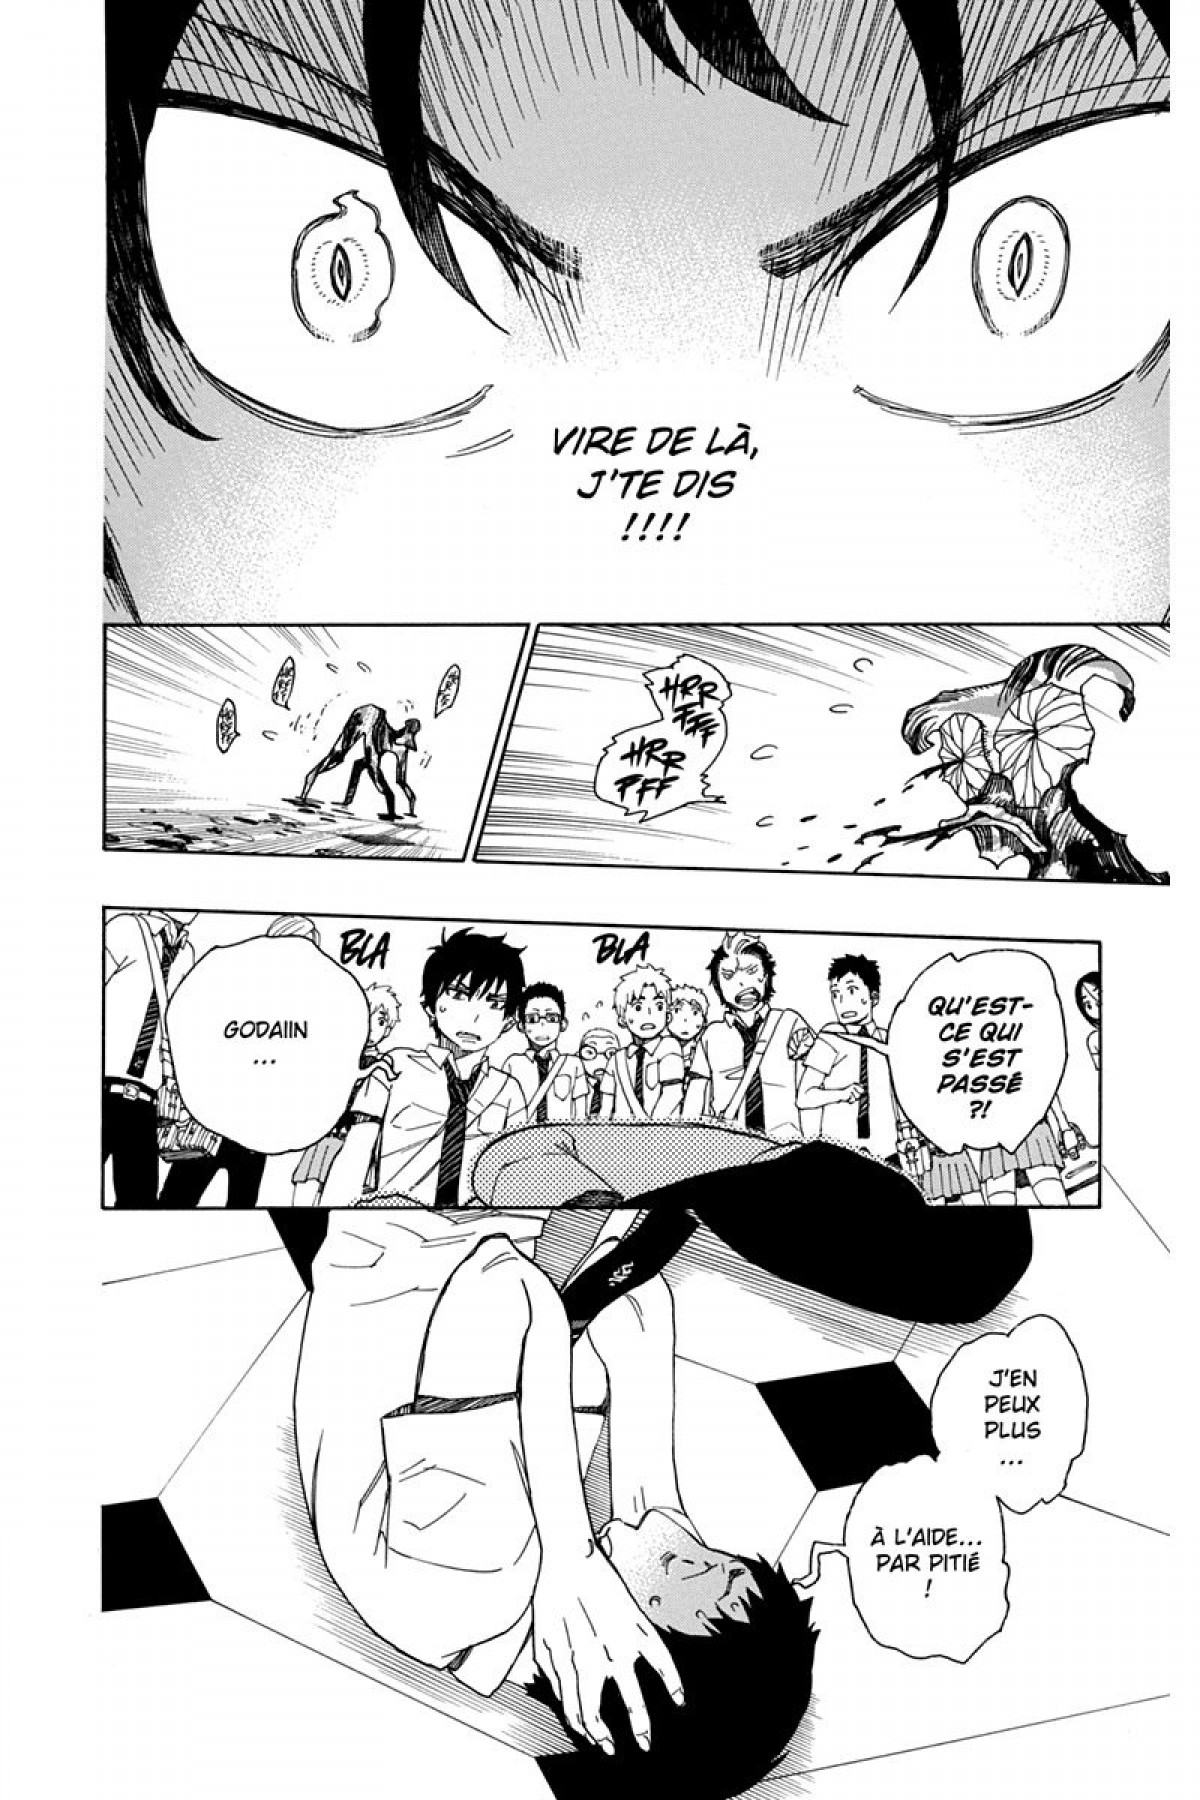 VIRE DE LÀ,
J'TE DIS
!!!!
HRR
FFF
HRR
PFF
BLA
BLA
GODAIIN
...
QU'EST-
CE QUI
S'EST
PASSÉ
?!
J'EN
PEUX
PLUS
...
À L'AIDE...
PAR PITIÉ
!